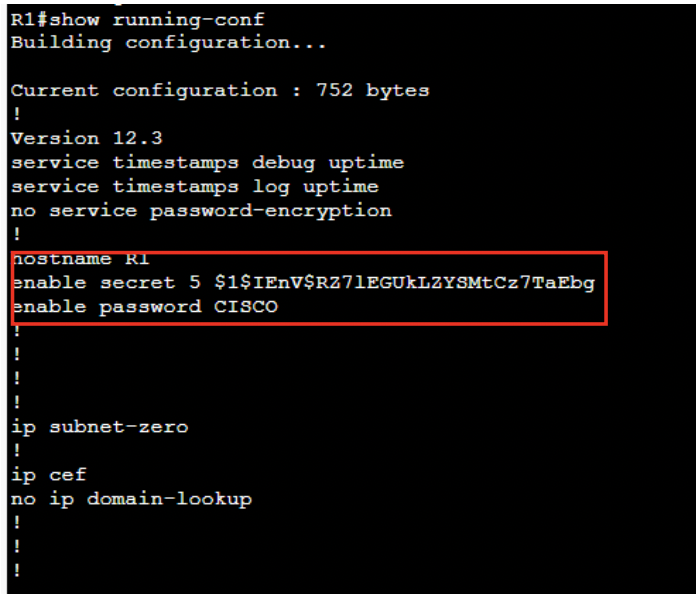 R1#show running-conf
Building configuration...
Current configuration : 752 bytes
!
Version 12.3
service timestamps debug uptime
service timestamps log uptime
no service password-encryption
!
hostname R1
enable secret 5 $1$IEnV$RZ7lEGUkLZYSMtCz7TaEbg
enable password CISCO
!
!
!
!
ip subnet-zero
!
ip cef
no ip domain-lookup
!
!
!